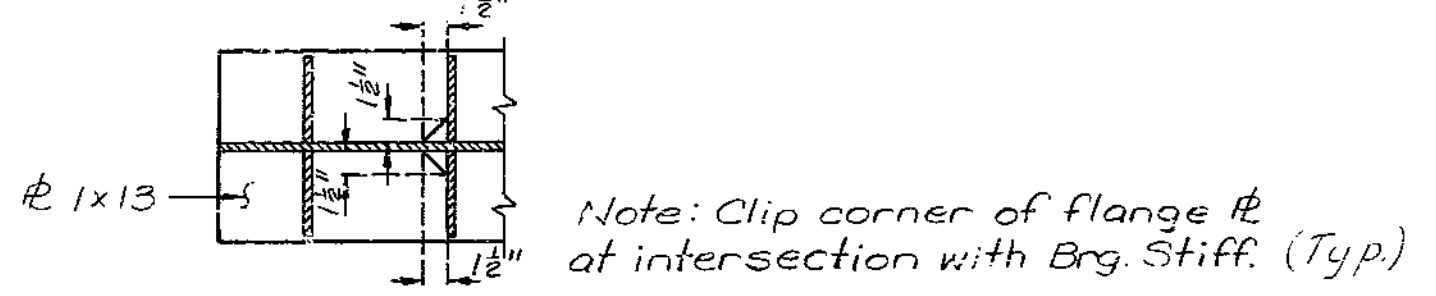 1 1/2"
1 1/2"
1 1/2"
℄ 1x13
1 1/2"
Note: Clip corner of flange ℄
at intersection with Brg. Stiff. (Typ.)